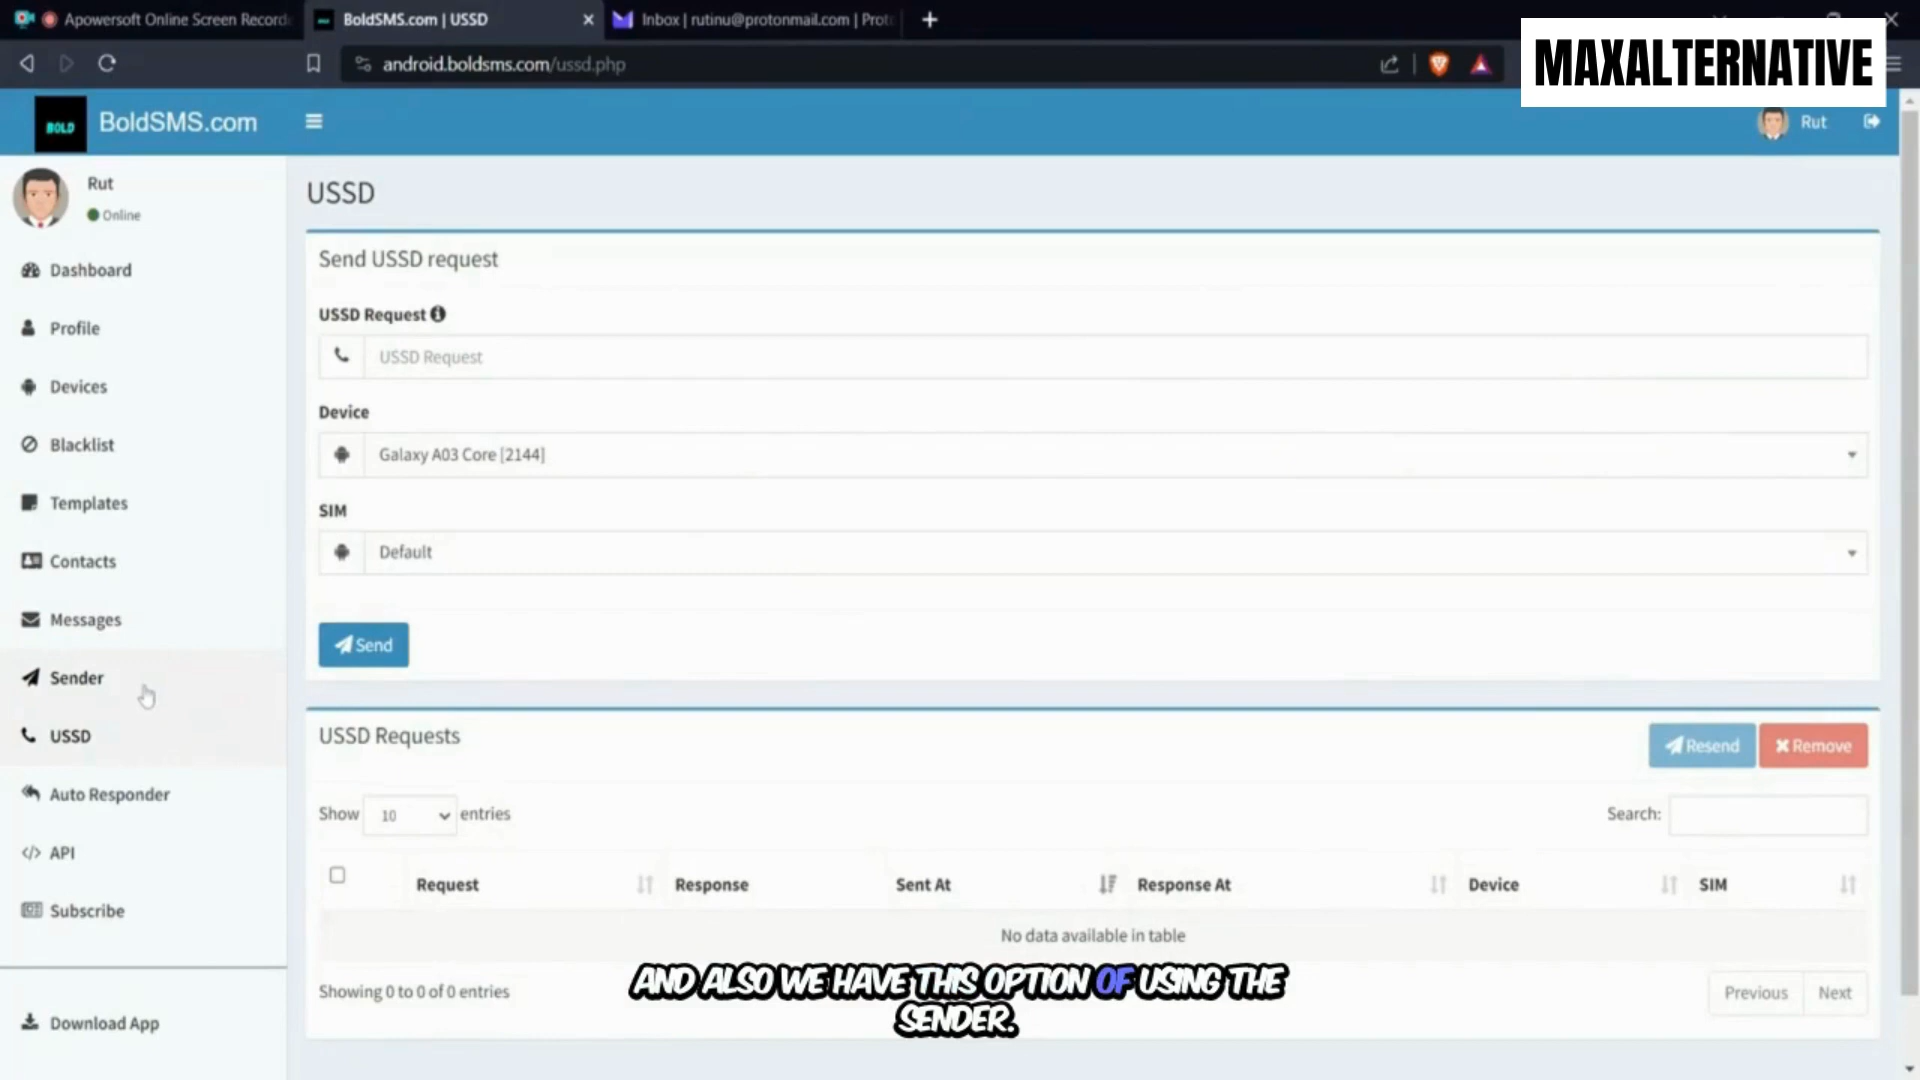 Apowersoft Online Screen Record
BoldSMS.com | USSD
Inbox | rutinu@protonmail.com | Prot
MAXALTERNATIVE
android.boldsms.com/ussd.php
BOLD
BoldSMS.com
Rut
Rut
Online
Dashboard
Profile
Devices
Blacklist
Templates
Contacts
Messages
Sender
USSD
Auto Responder
API
Subscribe
Download App
USSD
Send USSD request
USSD Request
USSD Request
Device
Galaxy A03 Core [2144]
SIM
Default
Send
USSD Requests
Resend
Remove
Show 10 entries
Search:
Request Response Sent At Response At Device SIM
No data available in table
Showing 0 to 0 of 0 entries
Previous Next
AND ALSO WE HAVE THIS OPTION OF USING THE
SENDER.